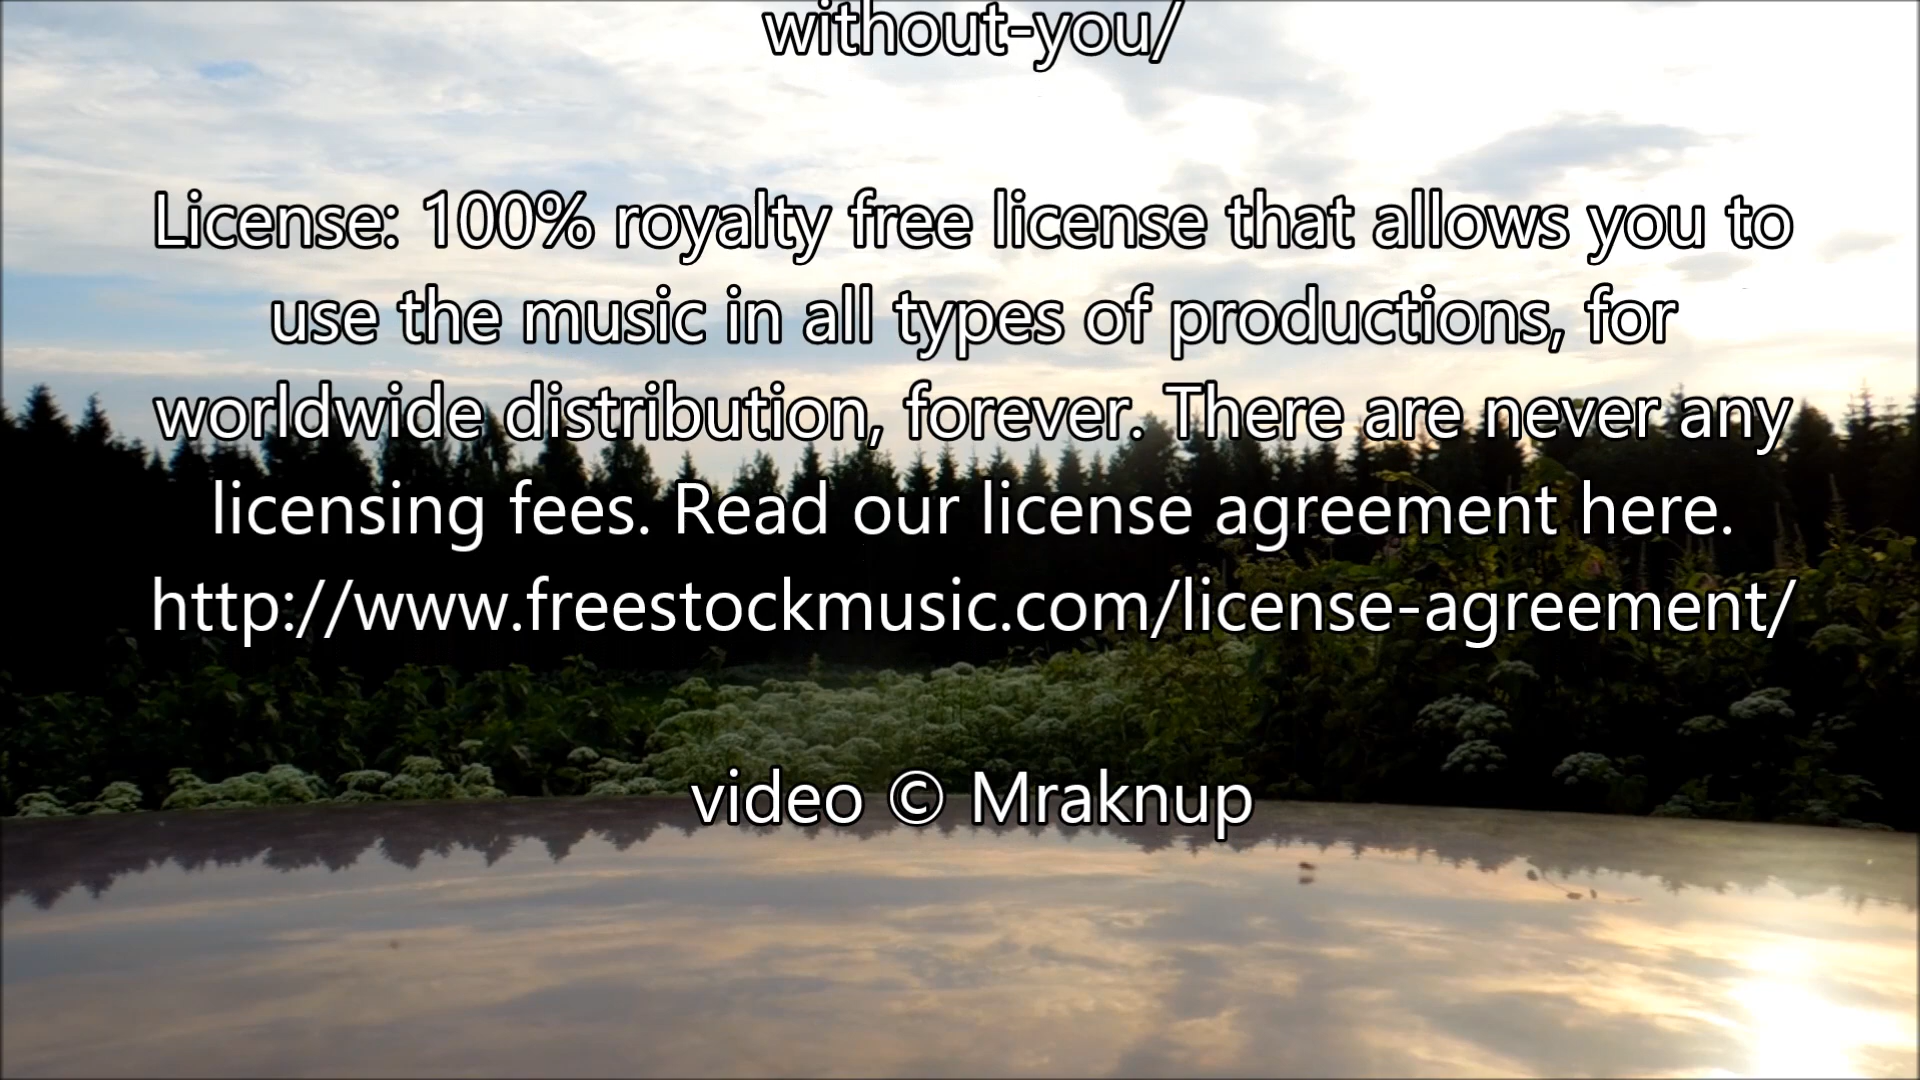 without-you/
License: 100% royalty free license that allows you to
use the music in all types of productions, for
worldwide distribution, forever. There are never any
licensing fees. Read our license agreement here.
http://www.freestockmusic.com/license-agreement/
video © Mraknup